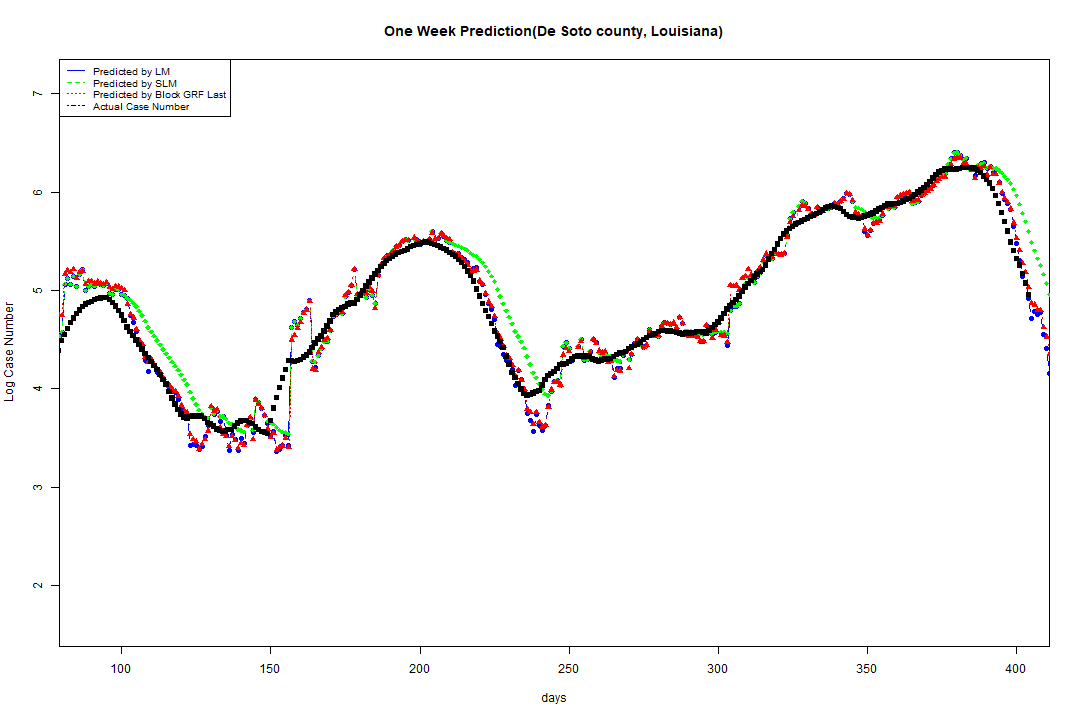 One Week Prediction(De Soto county, Louisiana)
Predicted by LM
Predicted by SLM
Predicted by Block GRF Last
Actual Case Number
7
6
5
4
3
2
Log Case Number
100 150 200 250 300 350 400
days